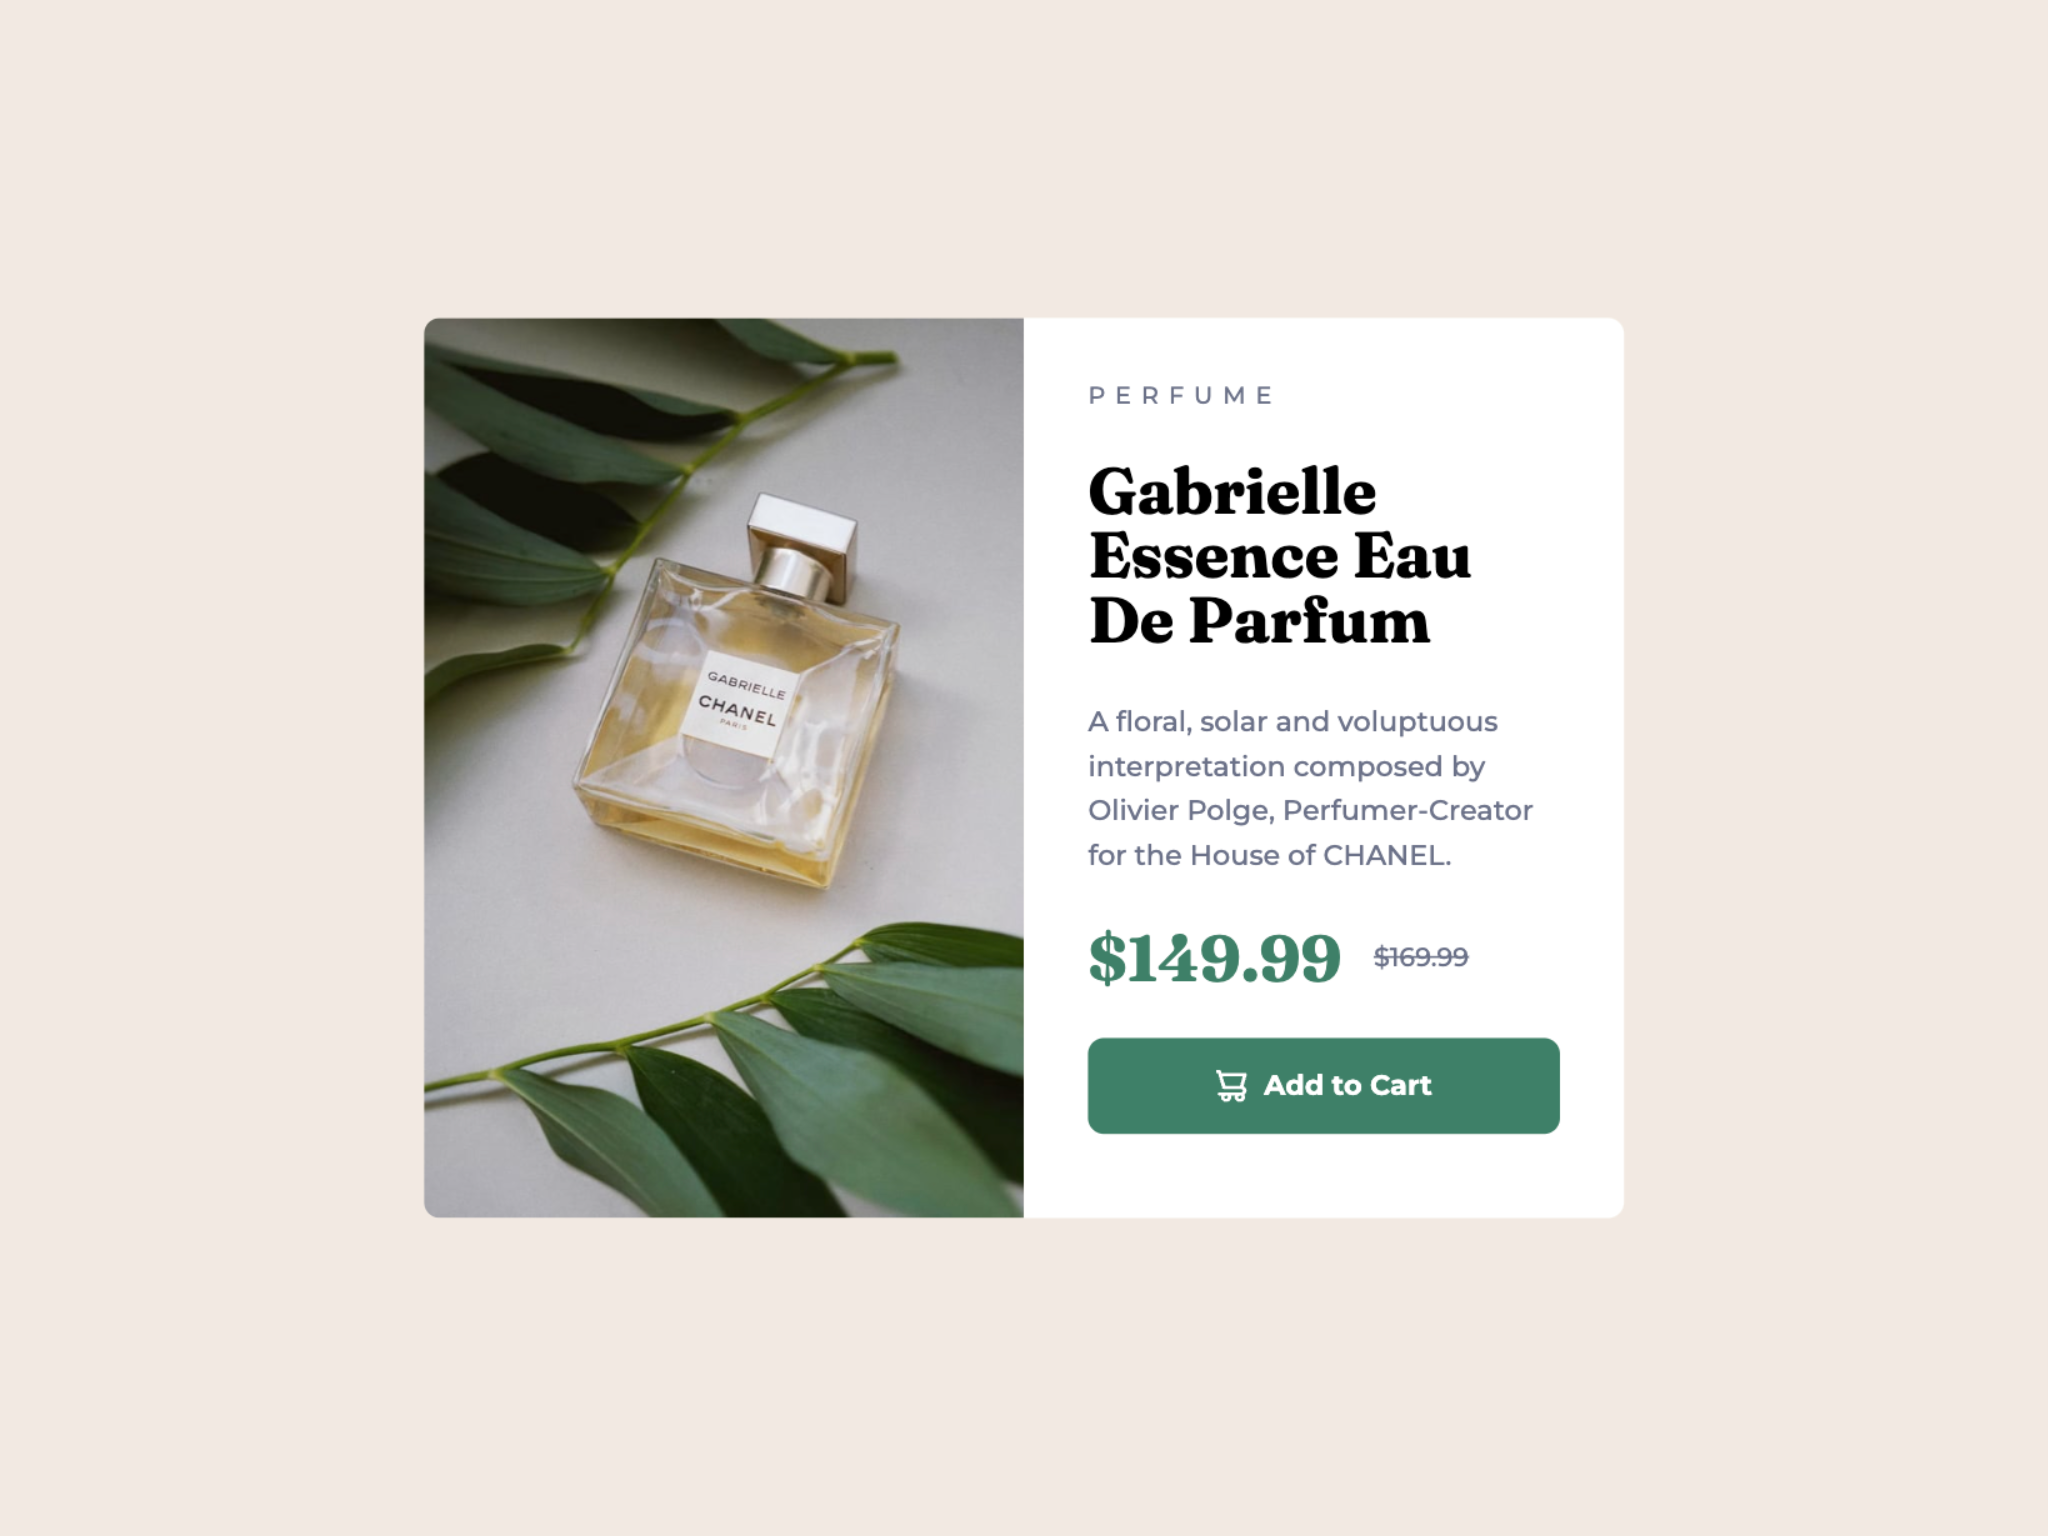 GABRIELLE
CHANEL
PARIS
PERFUME
Gabrielle
Essence Eau
De Parfum
A floral, solar and voluptuous
interpretation composed by
Olivier Polge, Perfumer-Creator
for the House of CHANEL.
$149.99 $169.99
Add to Cart